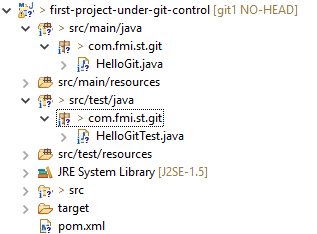 > first-project-under-git-control [git1 NO-HEAD]
> src/main/java
> com.fmi.st.git
> HelloGit.java
src/main/resources
> src/test/java
> com.fmi.st.git
> HelloGitTest.java
src/test/resources
JRE System Library [J2SE-1.5]
> src
target
pom.xml